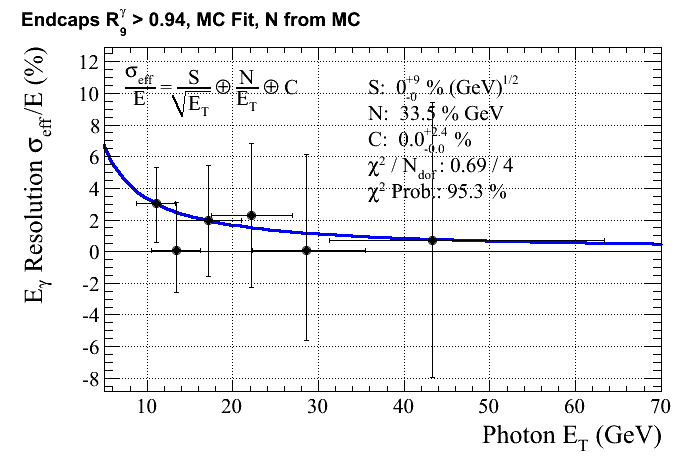 Endcaps R₉ᵞ > 0.94, MC Fit, N from MC
E_γ Resolution σ_eff/E (%)
σ_eff/E = S/√E_T ⊕ N/E_T ⊕ C
S: 0 +9 -0 % (GeV)^1/2
N: 33.5 % GeV
C: 0.0 +2.4 -0.0 %
χ² / N_dof: 0.69 / 4
χ² Prob.: 95.3 %
12
10
8
6
4
2
0
-2
-4
-6
-8
10 20 30 40 50 60 70
Photon E_T (GeV)